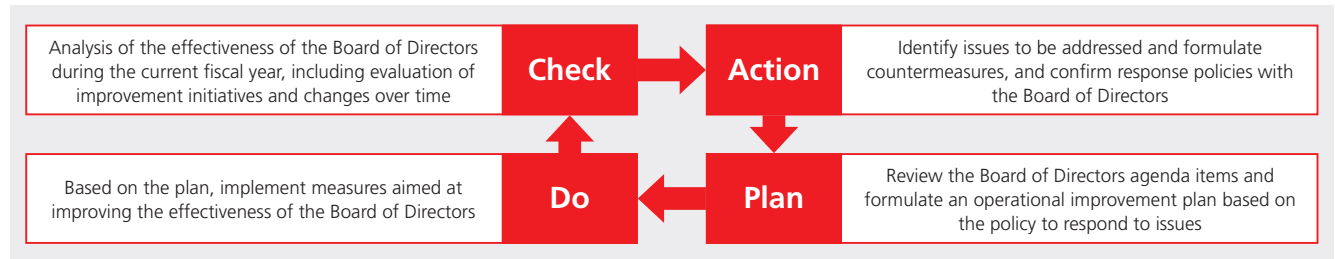 Analysis of the effectiveness of the Board of Directors
during the current fiscal year, including evaluation of
improvement initiatives and changes over time
Check
Action
Identify issues to be addressed and formulate
countermeasures, and confirm response policies with
the Board of Directors
Based on the plan, implement measures aimed at
improving the effectiveness of the Board of Directors
Do
Plan
Review the Board of Directors agenda items and
formulate an operational improvement plan based on
the policy to respond to issues